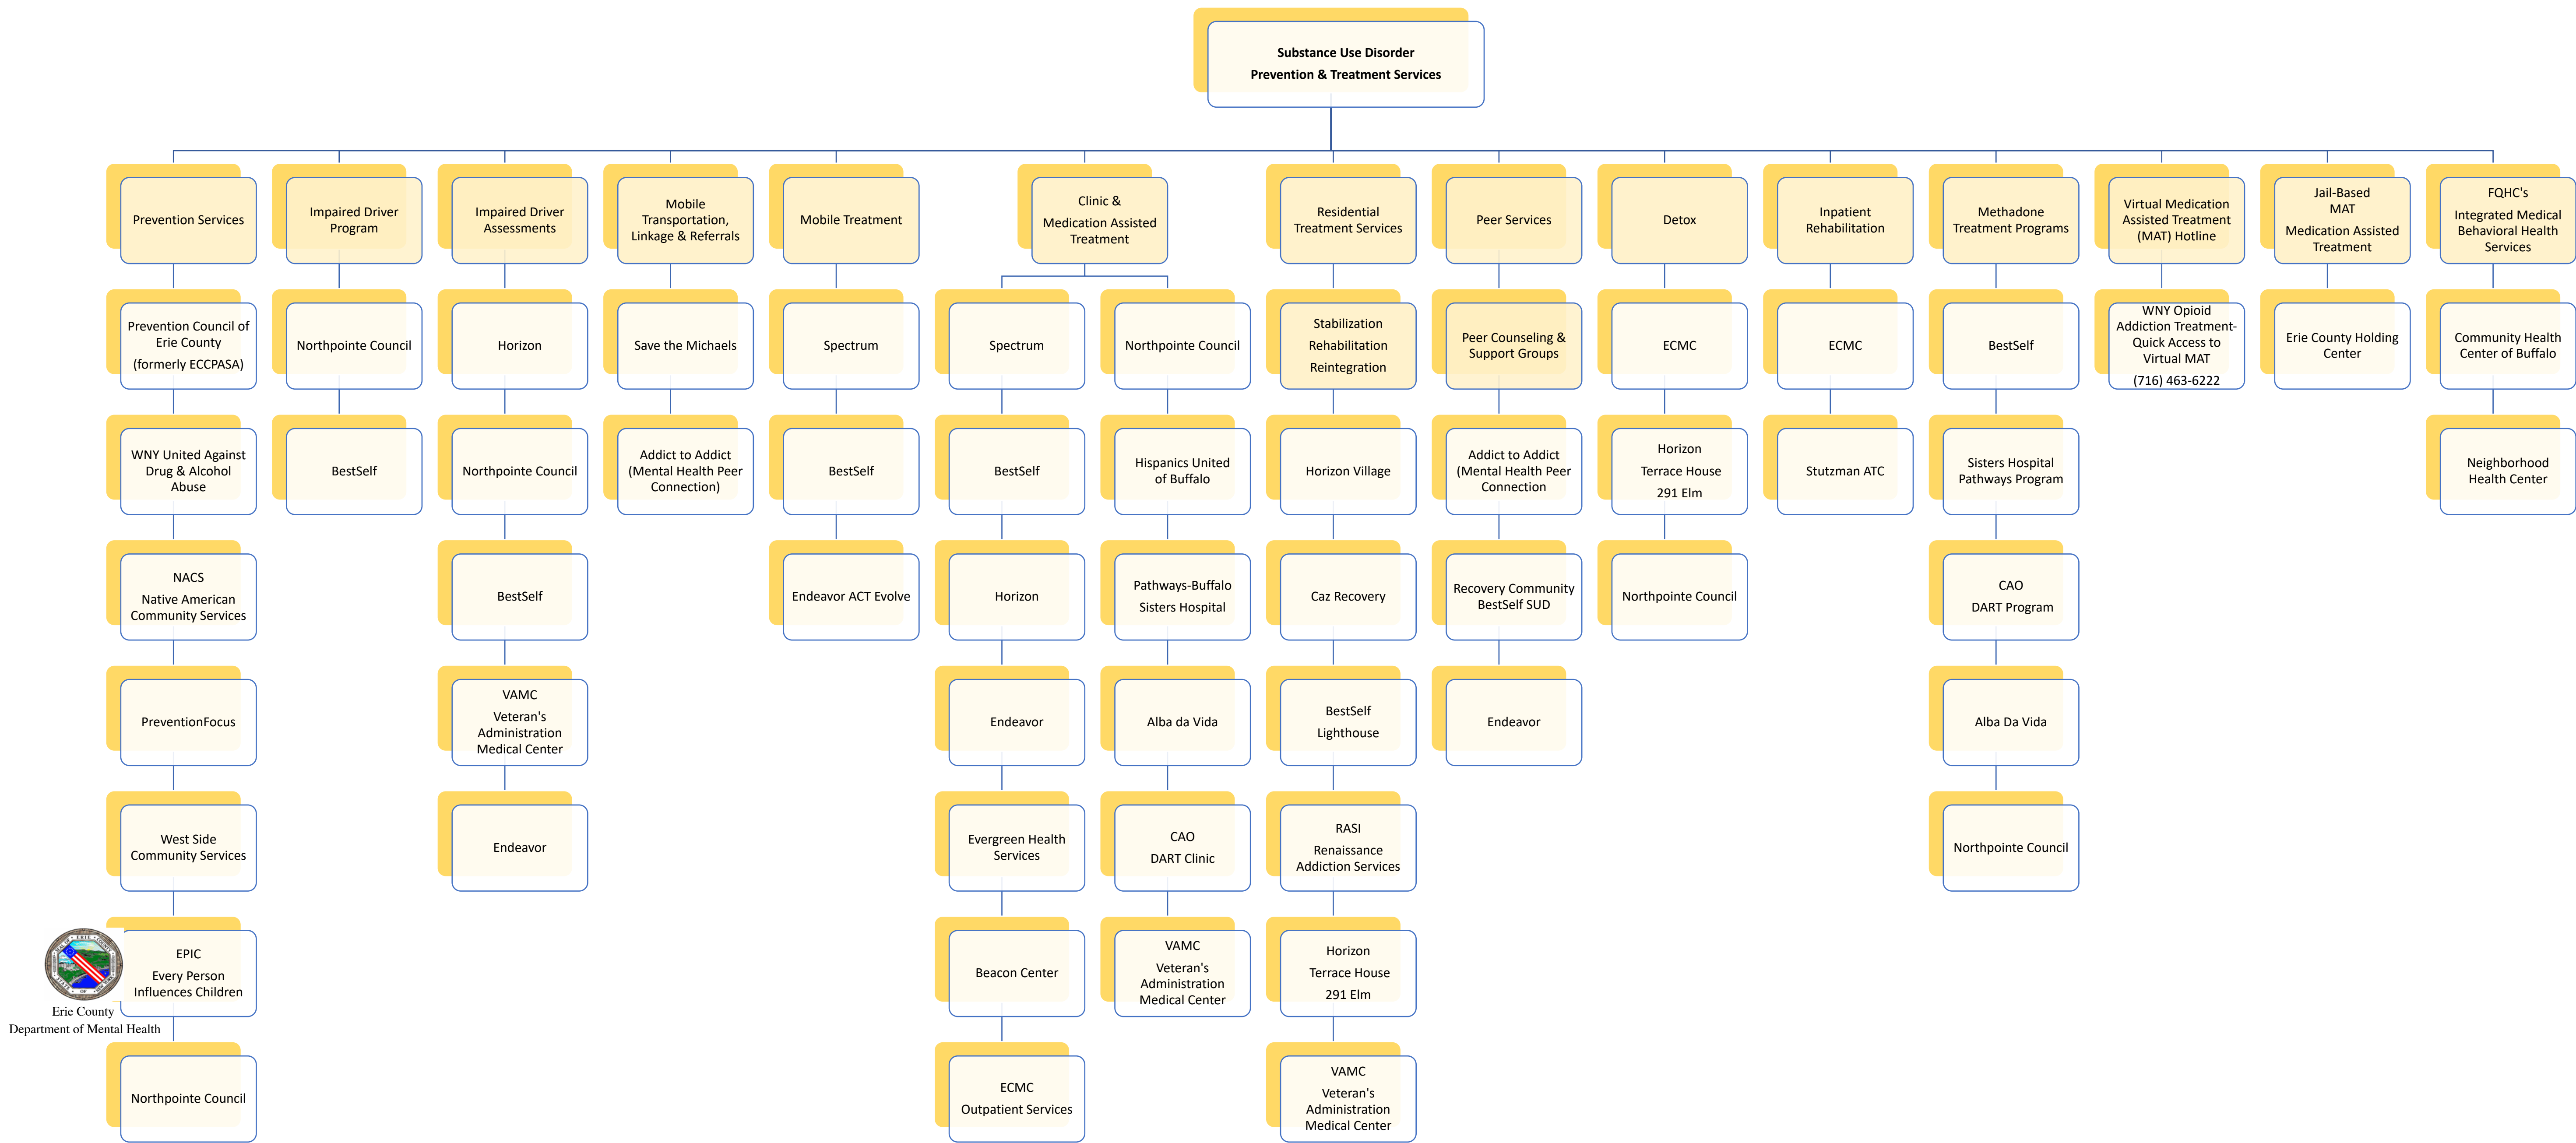 Substance Use Disorder
Prevention & Treatment Services
Prevention Services
Prevention Council of
Erie County
(formerly ECCPASA)
WNY United Against
Drug & Alcohol
Abuse
NACS
Native American
Community Services
PreventionFocus
West Side
Community Services
EPIC
Every Person
Influences Children
Northpointe Council
Impaired Driver
Program
Northpointe Council
BestSelf
Impaired Driver
Assessments
Horizon
Northpointe Council
BestSelf
VAMC
Veteran's
Administration
Medical Center
Endeavor
Mobile
Transportation,
Linkage & Referrals
Save the Michaels
Addict to Addict
(Mental Health Peer
Connection)
Mobile Treatment
Spectrum
BestSelf
Endeavor ACT Evolve
Clinic &
Medication Assisted
Treatment
Spectrum
BestSelf
Horizon
Endeavor
Evergreen Health
Services
Beacon Center
ECMC
Outpatient Services
Northpointe Council
Hispanics United
of Buffalo
Pathways-Buffalo
Sisters Hospital
Alba da Vida
CAO
DART Clinic
VAMC
Veteran's
Administration
Medical Center
Residential
Treatment Services
Stabilization
Rehabilitation
Reintegration
Horizon Village
Caz Recovery
BestSelf
Lighthouse
RASI
Renaissance
Addiction Services
Horizon
Terrace House
291 Elm
VAMC
Veteran's
Administration
Medical Center
Peer Services
Peer Counseling &
Support Groups
Addict to Addict
(Mental Health Peer
Connection
Recovery Community
BestSelf SUD
Endeavor
Detox
ECMC
Horizon
Terrace House
291 Elm
Northpointe Council
Inpatient
Rehabilitation
ECMC
Stutzman ATC
Methadone
Treatment Programs
BestSelf
Sisters Hospital
Pathways Program
CAO
DART Program
Alba Da Vida
Northpointe Council
Virtual Medication
Assisted Treatment
(MAT) Hotline
WNY Opioid
Addiction Treatment-
Quick Access to
Virtual MAT
(716) 463-6222
Jail-Based
MAT
Medication Assisted
Treatment
Erie County Holding
Center
FQHC's
Integrated Medical
Behavioral Health
Services
Community Health
Center of Buffalo
Neighborhood
Health Center
Erie County
Department of Mental Health